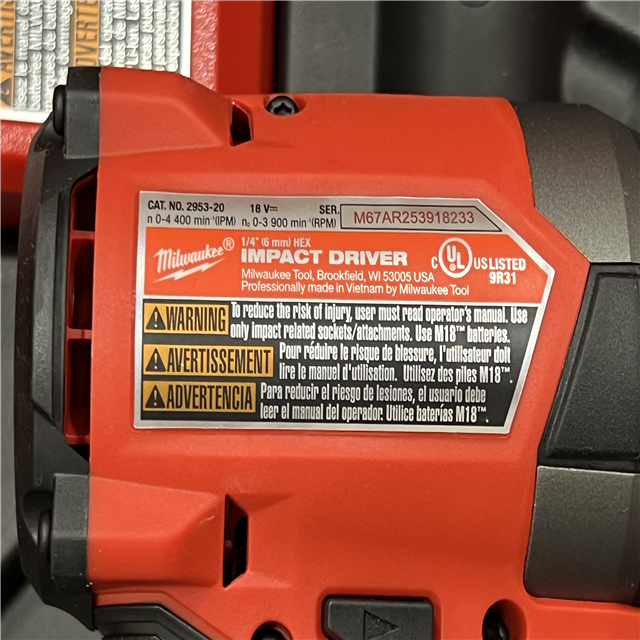 CAT. NO. 2953-20 18 V⎓ SER. M67AR253918233
n 0-4 400 min⁻¹(IPM) n₀ 0-3 900 min⁻¹(RPM)
Milwaukee®
1/4" (6 mm) HEX
IMPACT DRIVER
Milwaukee Tool, Brookfield, WI 53005 USA
Professionally made in Vietnam by Milwaukee Tool
C UL US LISTED
9R31
WARNING To reduce the risk of injury, user must read operator's manual. Use
only impact related sockets/attachments. Use M18™ batteries.
AVERTISSEMENT Pour réduire le risque de blessure, l'utilisateur doit
lire le manuel d'utilisation. Utilisez des piles M18™.
ADVERTENCIA Para reducir el riesgo de lesiones, el usuario debe
leer el manual del operador. Utilice baterías M18™.